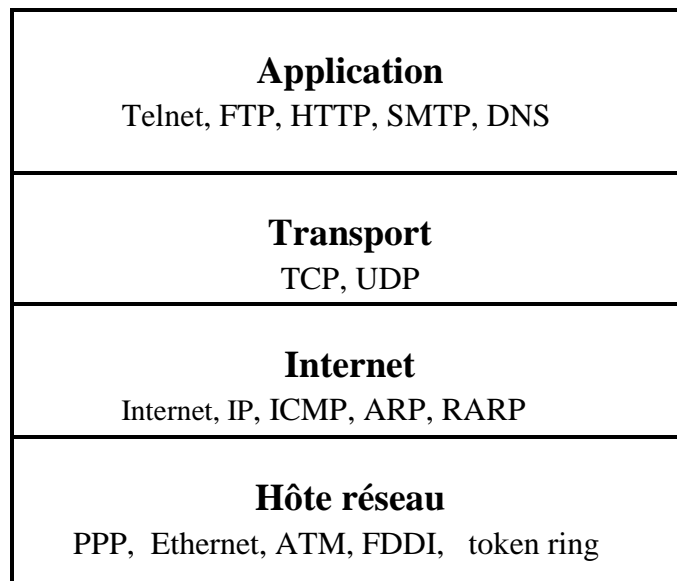 Application
Telnet, FTP, HTTP, SMTP, DNS
Transport
TCP, UDP
Internet
Internet, IP, ICMP, ARP, RARP
Hôte réseau
PPP, Ethernet, ATM, FDDI, token ring